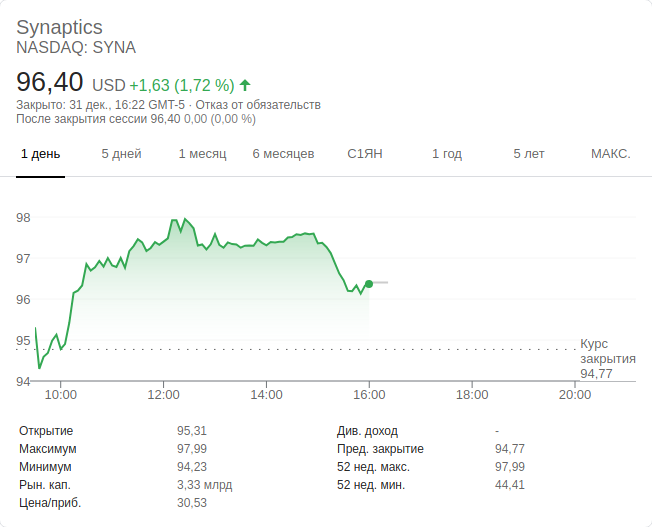 Synaptics
NASDAQ: SYNA
96,40 USD +1,63 (1,72 %)
Закрыто: 31 дек., 16:22 GMT-5 · Отказ от обязательств
После закрытия сессии 96,40 0,00 (0,00 %)
1 день 5 дней 1 месяц 6 месяцев С1ЯН 1 год 5 лет МАКС.
98
97
96
95
94
Курс
закрытия
94,77
10:00 12:00 14:00 16:00 18:00 20:00
Открытие 95,31 Див. доход -
Максимум 97,99 Пред. закрытие 94,77
Минимум 94,23 52 нед. макс. 97,99
Рын. кап. 3,33 млрд 52 нед. мин. 44,41
Цена/приб. 30,53